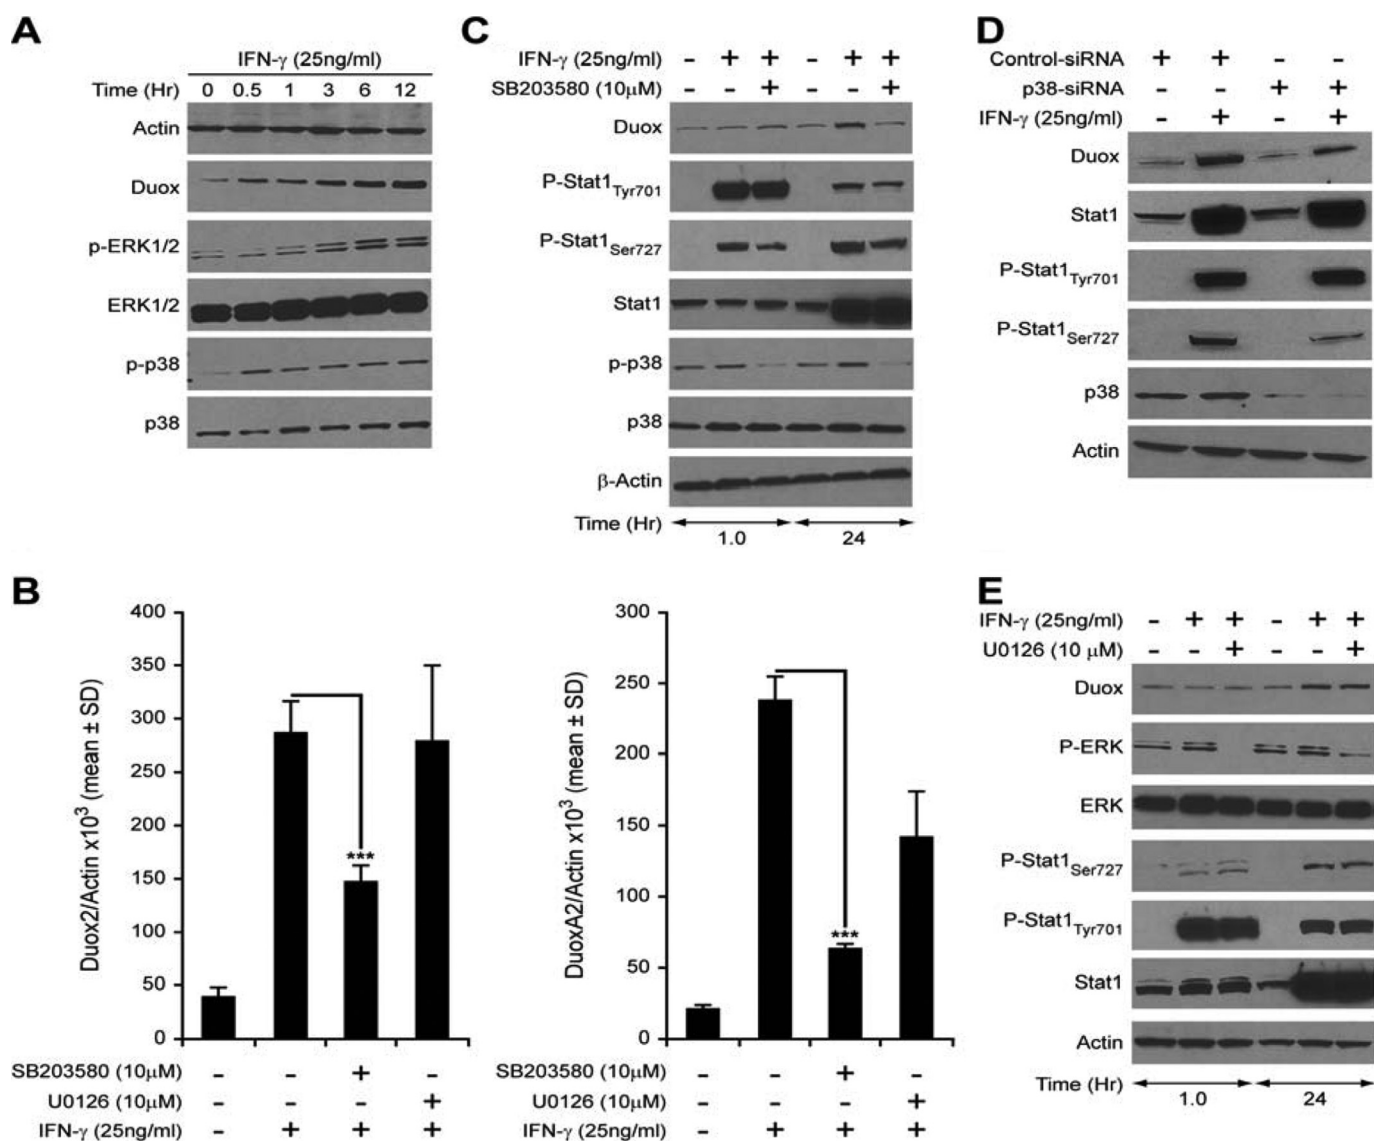 A
IFN-γ (25ng/ml)
Time (Hr) 0 0.5 1 3 6 12
Actin
Duox
p-ERK1/2
ERK1/2
p-p38
p38
C
IFN-γ (25ng/ml) - + + - + +
SB203580 (10μM) - - + - - +
Duox
P-Stat1Tyr701
P-Stat1Ser727
Stat1
p-p38
p38
β-Actin
Time (Hr) 1.0 24
D
Control-siRNA + + - -
p38-siRNA - - + +
IFN-γ (25ng/ml) - + - +
Duox
Stat1
P-Stat1Tyr701
P-Stat1Ser727
p38
Actin
B
Duox2/Actin x10³ (mean ± SD)
400
350
300
250
200
150
100
50
0
***
SB203580 (10μM) - - + -
U0126 (10μM) - - - +
IFN-γ (25ng/ml) - + + +
DuoxA2/Actin x10³ (mean ± SD)
300
250
200
150
100
50
0
***
SB203580 (10μM) - - + -
U0126 (10μM) - - - +
IFN-γ (25ng/ml) - + + +
E
IFN-γ (25ng/ml) - + + - + +
U0126 (10 μM) - - + - - +
Duox
P-ERK
ERK
P-Stat1Ser727
P-Stat1Tyr701
Stat1
Actin
Time (Hr) 1.0 24